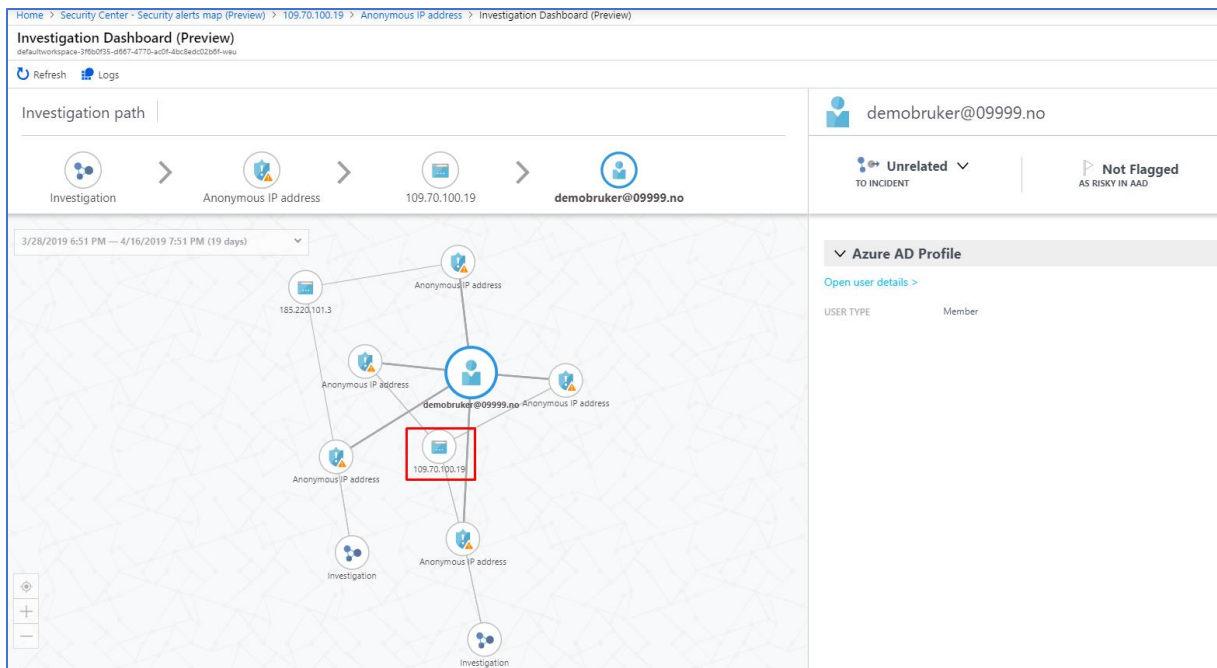 Home > Security Center - Security alerts map (Preview) > 109.70.100.19 > Anonymous IP address > Investigation Dashboard (Preview)
Investigation Dashboard (Preview)
defaultworkspace-3f6b0f35-d667-4770-ac0f-4bc8edc02b6f-weu
Refresh Logs
Investigation path
Investigation
Anonymous IP address
109.70.100.19
demobruker@09999.no
demobruker@09999.no
Unrelated
TO INCIDENT
Not Flagged
AS RISKY IN AAD
Azure AD Profile
Open user details >
USER TYPE Member
3/28/2019 6:51 PM — 4/16/2019 7:51 PM (19 days)
Anonymous IP address
185.220.101.3
Anonymous IP address
demobruker@09999.no
Anonymous IP address
109.70.100.19
Anonymous IP address
Anonymous IP address
Investigation
Investigation